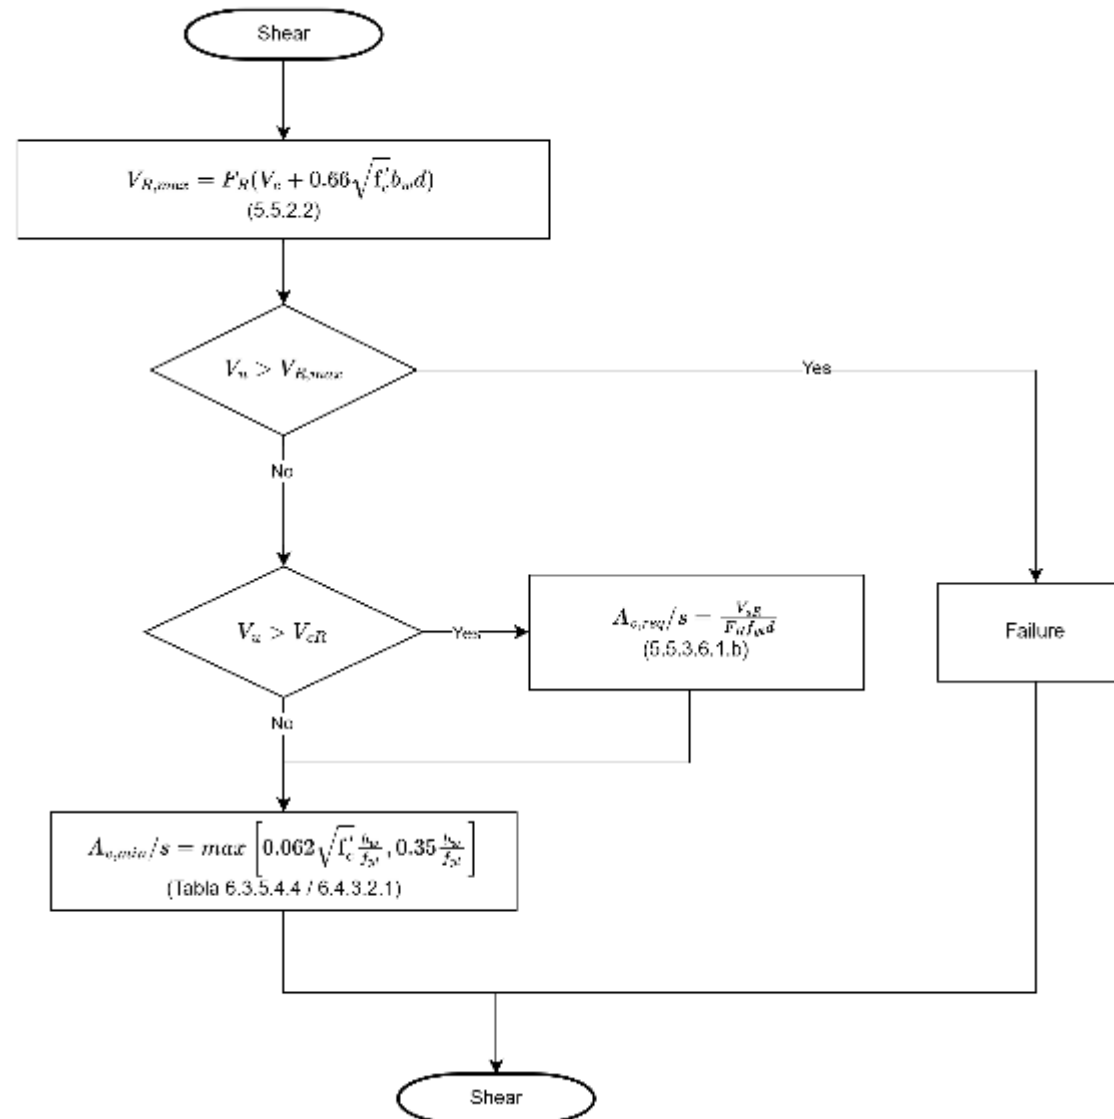 Shear
V_{R,max} = F_R(V_c + 0.66√f'_c b_w d)
(5.5.2.2)
V_u > V_{R,max}
Yes
No
V_u > V_{cR}
Yes
A_{v,req}/s = V_{sR} / (F_R f_{yt} d)
(5.5.3.6.1.b)
Failure
No
A_{v,min}/s = max [0.062√f'_c b_w/f_{yt}, 0.35 b_w/f_{yt}]
(Tabla 6.3.5.4.4 / 6.4.3.2.1)
Shear